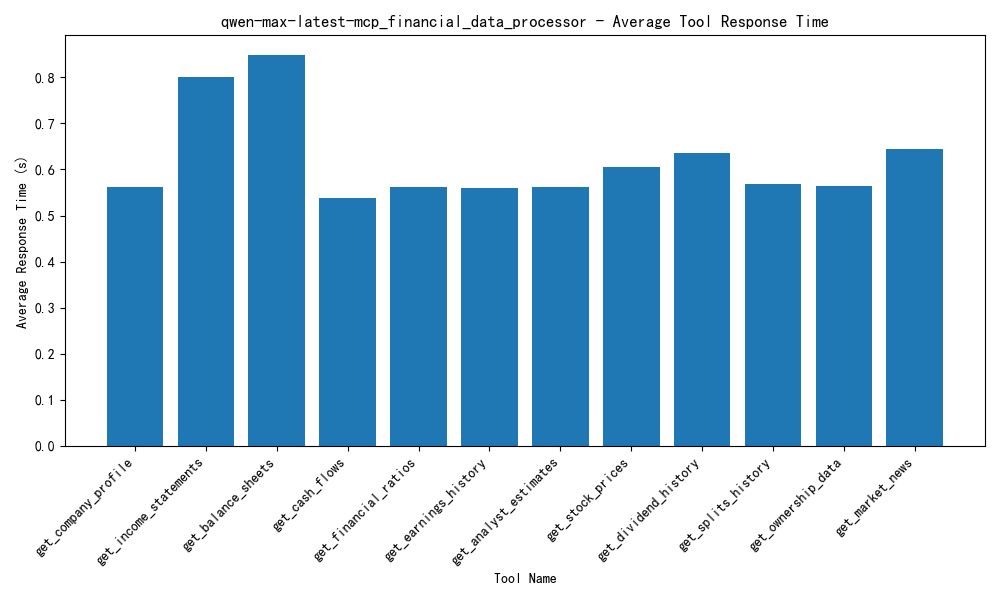 qwen-max-latest-mcp_financial_data_processor - Average Tool Response Time
Average Response Time (s)
0.8
0.7
0.6
0.5
0.4
0.3
0.2
0.1
0.0
get_company_profile
get_income_statements
get_balance_sheets
get_cash_flows
get_financial_ratios
get_earnings_history
get_analyst_estimates
get_stock_prices
get_dividend_history
get_splits_history
get_ownership_data
get_market_news
Tool Name